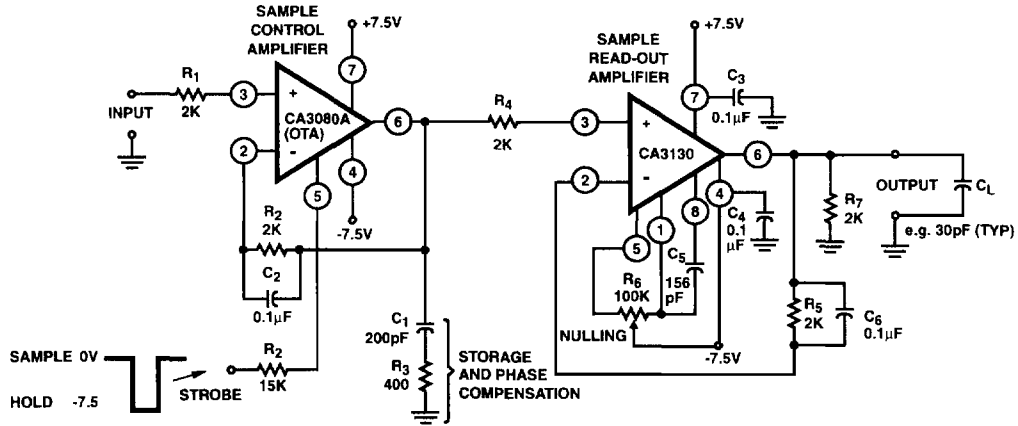 SAMPLE
CONTROL
AMPLIFIER
+7.5V
7
R1
2K
3
INPUT
+
CA3080A
(OTA)
-
6
2
5
4
-7.5V
R2
2K
C2
0.1µF
C1
200pF
R3
400
STORAGE
AND PHASE
COMPENSATION
R2
15K
STROBE
SAMPLE 0V
HOLD -7.5
R4
2K
SAMPLE
READ-OUT
AMPLIFIER
+7.5V
7
C3
0.1µF
3
+
CA3130
-
6
2
5
1
8
4
C4
0.1
µF
C5
156
pF
R6
100K
NULLING
-7.5V
R7
2K
OUTPUT
CL
e.g. 30pF (TYP)
R5
2K
C6
0.1µF